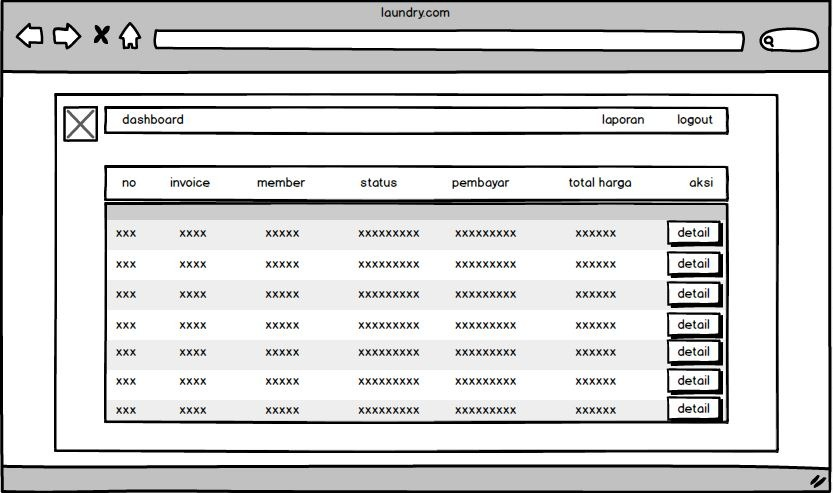 laundry.com
dashboard laporan logout
no invoice member status pembayar total harga aksi
xxx xxxx xxxxx xxxxxxxxx xxxxxxxxx xxxxxx detail
xxx xxxx xxxxx xxxxxxxxx xxxxxxxxx xxxxxx detail
xxx xxxx xxxxx xxxxxxxxx xxxxxxxxx xxxxxx detail
xxx xxxx xxxxx xxxxxxxxx xxxxxxxxx xxxxxx detail
xxx xxxx xxxxx xxxxxxxxx xxxxxxxxx xxxxxx detail
xxx xxxx xxxxx xxxxxxxxx xxxxxxxxx xxxxxx detail
xxx xxxx xxxxx xxxxxxxxx xxxxxxxxx xxxxxx detail